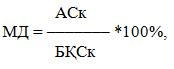 АСк
МД = ———— *100%,
БҚСк